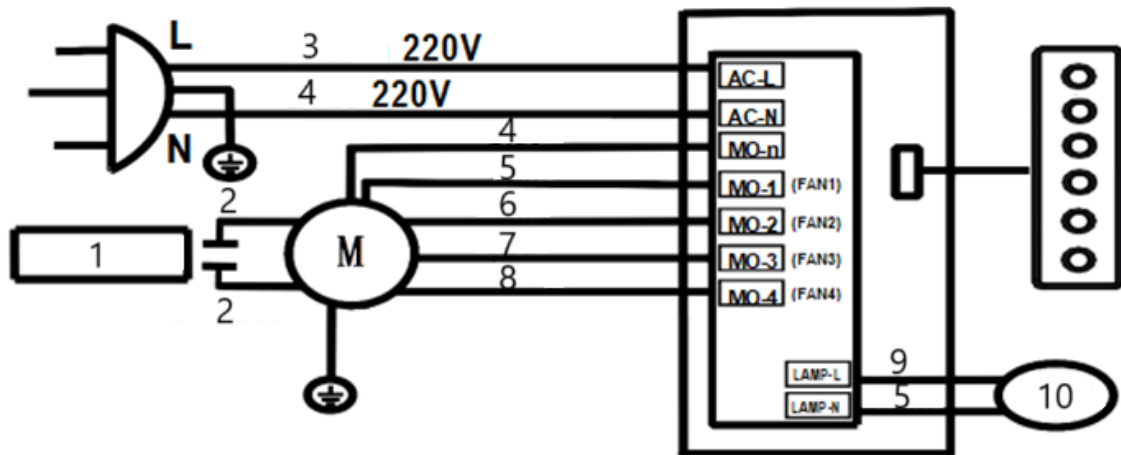 L
3 220V
4 220V
N
AC-L
AC-N
4 MO-n
5 MO-1 (FAN1)
2 6 MO-2 (FAN2)
1 M 7 MO-3 (FAN3)
2 8 MO-4 (FAN4)
LAMP-L 9
LAMP-N 5
10